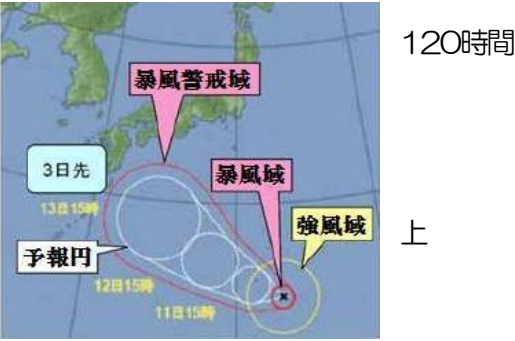 120時間
暴風警戒域
3日先
暴風域
13日15時
強風域
上
予報円
12日15時
11日15時